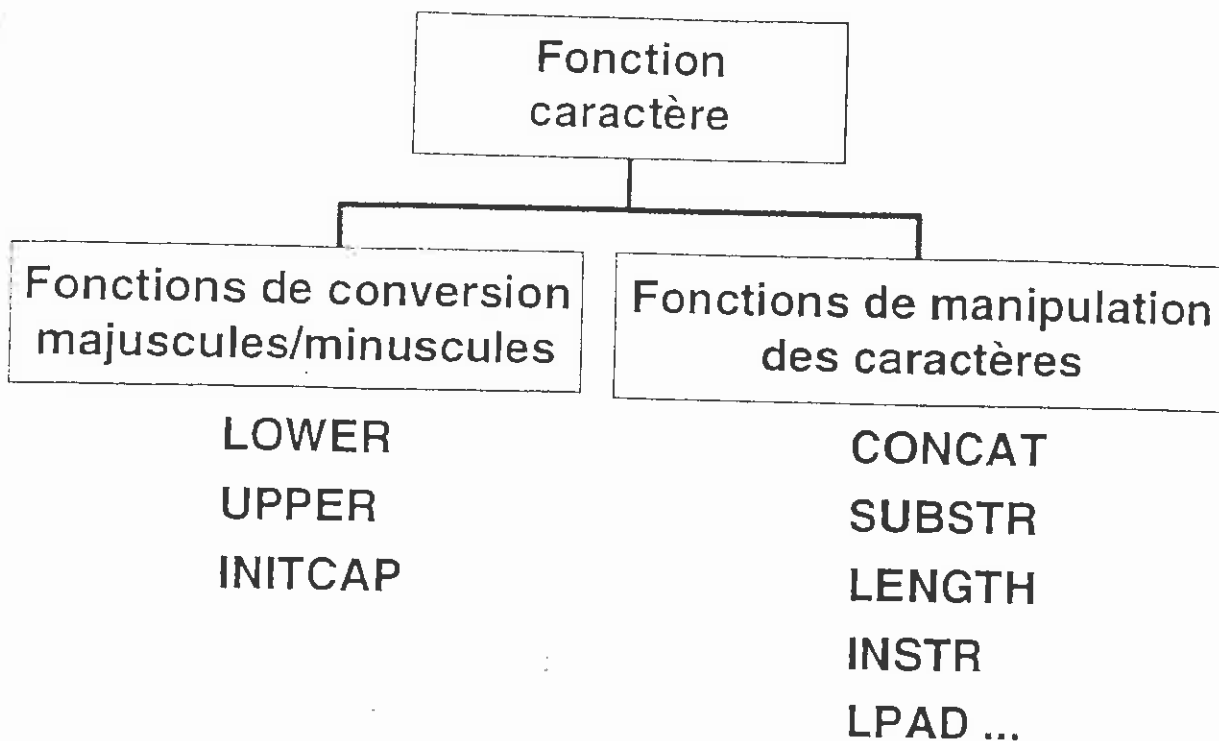 Fonction
caractère
Fonctions de conversion
majuscules/minuscules
LOWER
UPPER
INITCAP
Fonctions de manipulation
des caractères
CONCAT
SUBSTR
LENGTH
INSTR
LPAD ...